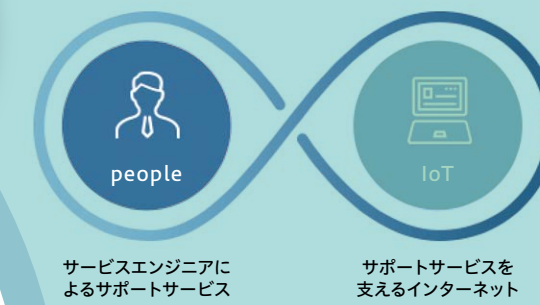 people
IoT
サービスエンジニアに
よるサポートサービス
サポートサービスを
支えるインターネット